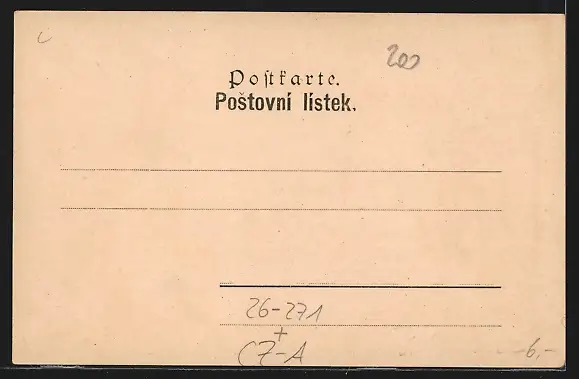 200
Postkarte.
Poštovní lístek.
26-271
+
CZ-A
-6,-